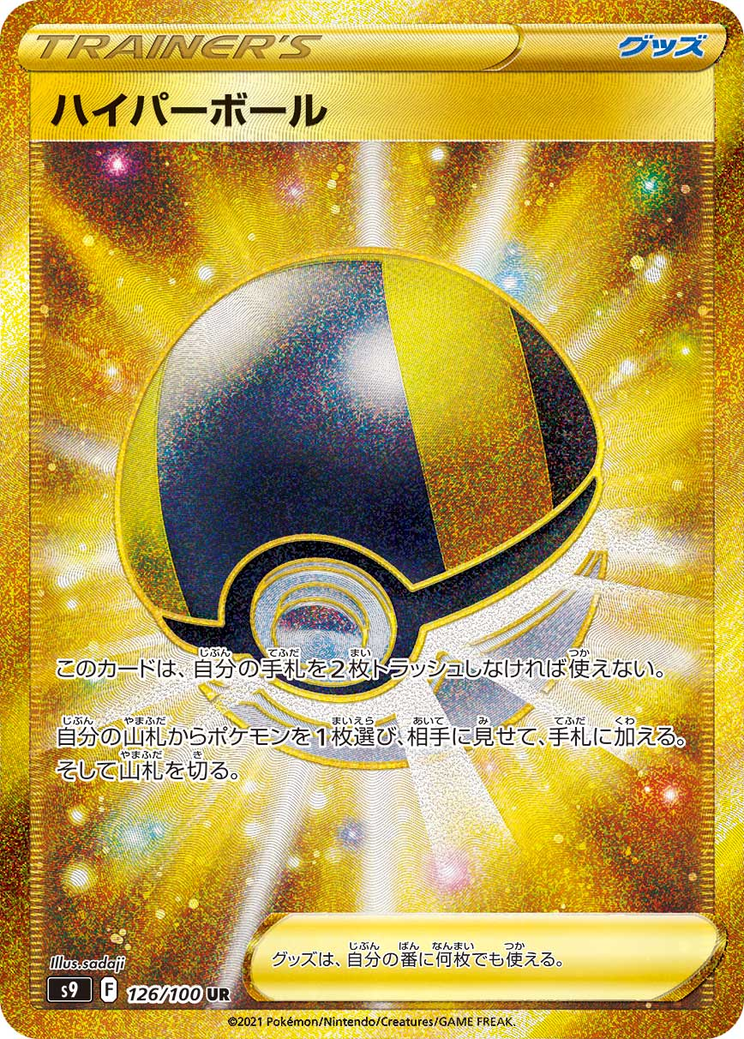 TRAINER'S グッズ
ハイパーボール
このカードは、自分の手札を2枚トラッシュしなければ使えない。
自分の山札からポケモンを1枚選び、相手に見せて、手札に加える。
そして山札を切る。
グッズは、自分の番に何枚でも使える。
Illus.sadaji
s9 F 126/100 UR
©2021 Pokémon/Nintendo/Creatures/GAME FREAK.